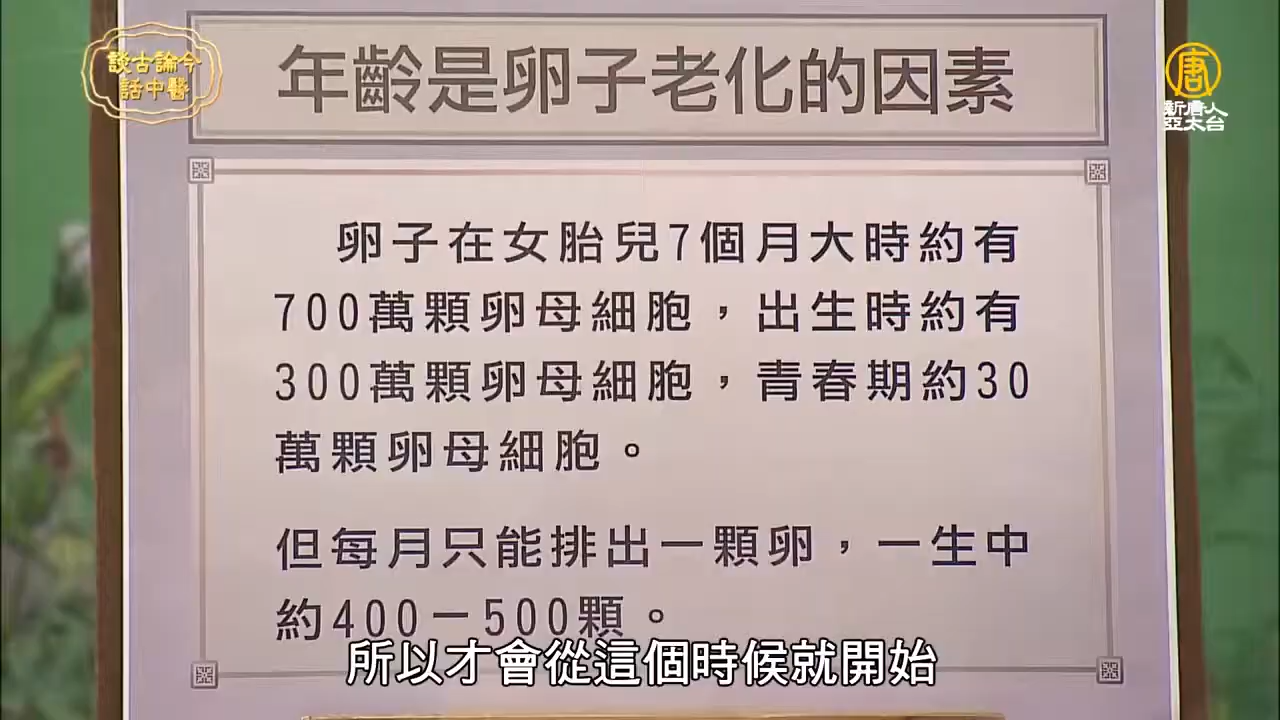 談古論今
話中醫
唐
新唐人
亞太台
年齡是卵子老化的因素
卵子在女胎兒7個月大時約有
700萬顆卵母細胞，出生時約有
300萬顆卵母細胞，青春期約30
萬顆卵母細胞。
但每月只能排出一顆卵，一生中
約400－500顆。
所以才會從這個時候就開始